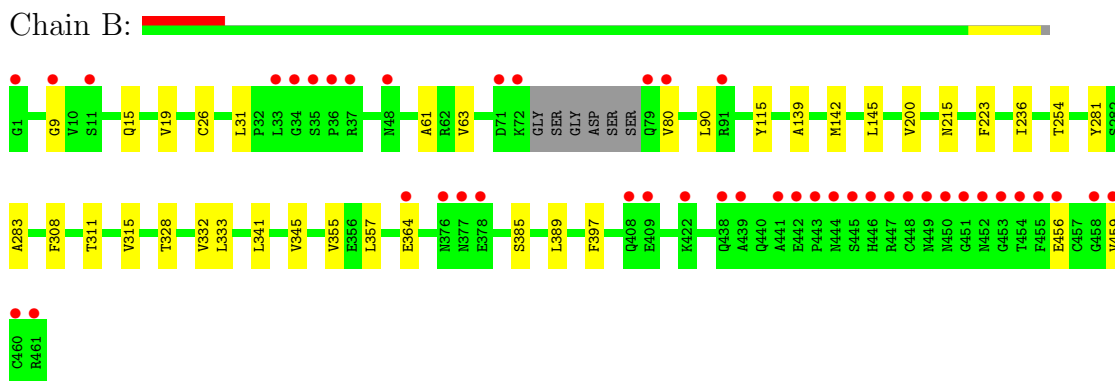 Chain B:
G1 G9 V10 S11 Q15 V19 C26 L31 P32 L33 G34 S35 P36 R37 N48 A61 R62 V63 D71 K72 GLY SER GLY ASP SER SER Q79 V80 L90 R91 Y115 A139 M142 L145 V200 N215 F223 I236 T254 Y281 S282
A283 F308 T311 V315 T328 V332 L333 L341 V345 V355 E356 L357 E364 N376 N377 E378 S385 L389 F397 Q408 E409 K422 Q438 A439 Q440 A441 E442 P443 N444 S445 H446 R447 C448 N449 N450 G451 N452 G453 T454 F455 E456 C457 G458 V459
C460 R461